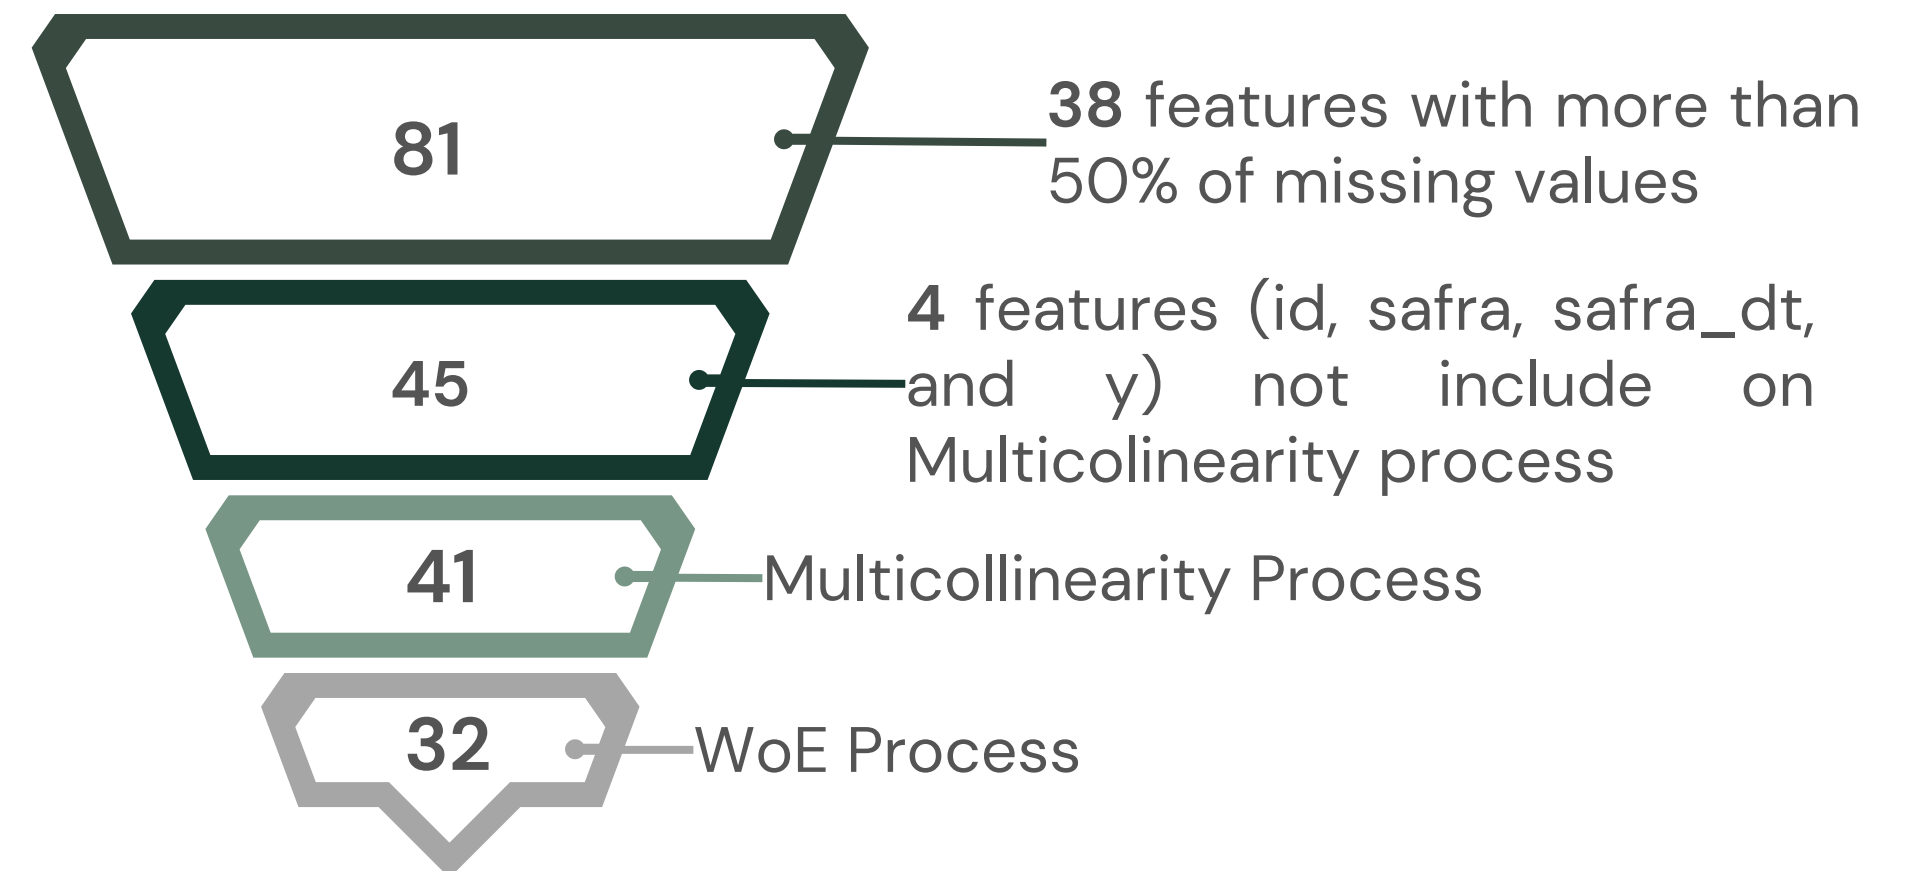 81
38 features with more than
50% of missing values
45
4 features (id, safra, safra_dt,
and y) not include on
Multicolinearity process
41
Multicollinearity Process
32
WoE Process